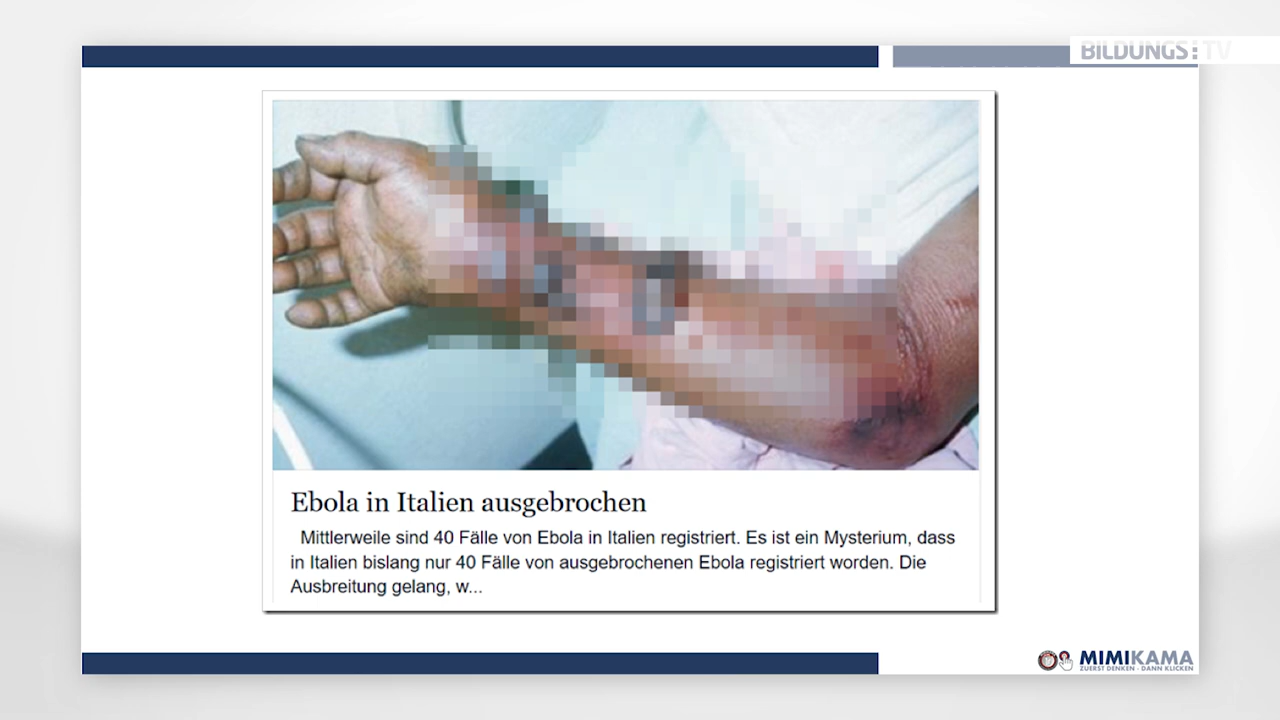 BILDUNGS:TV
Ebola in Italien ausgebrochen
Mittlerweile sind 40 Fälle von Ebola in Italien registriert. Es ist ein Mysterium, dass
in Italien bislang nur 40 Fälle von ausgebrochenen Ebola registriert worden. Die
Ausbreitung gelang, w...
MIMIKAMA
ZUERST DENKEN - DANN KLICKEN